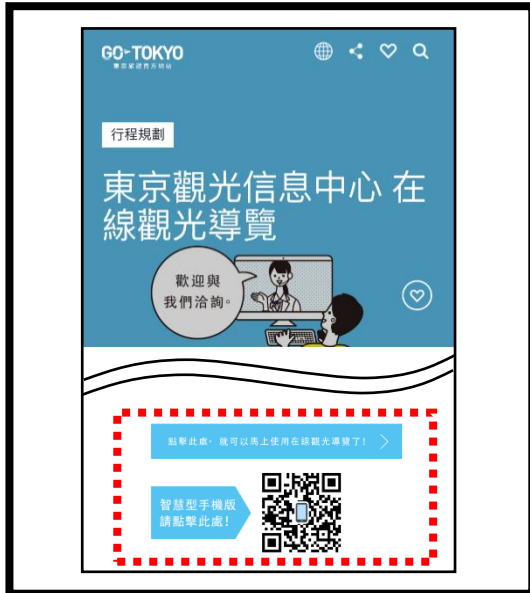 GO TOKYO
東京旅遊官方網站
行程規劃
東京觀光信息中心 在
線觀光導覽
歡迎與
我們洽詢。
點擊此處，就可以馬上使用在線觀光導覽了!
智慧型手機版
請點擊此處!